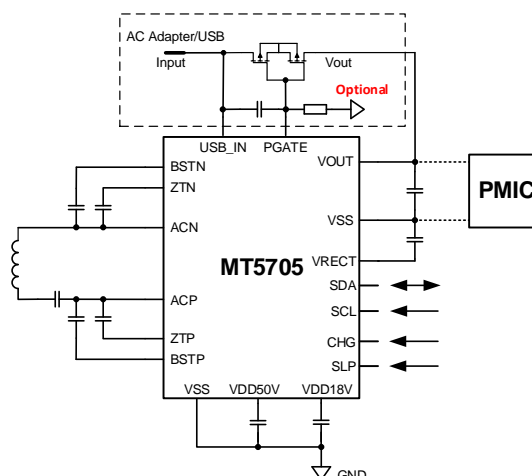 AC Adapter/USB
Input
Vout
Optional
USB_IN
PGATE
BSTN
ZTN
ACN
ACP
ZTP
BSTP
MT5705
VOUT
VSS
VRECT
SDA
SCL
CHG
SLP
PMIC
VSS
VDD50V
VDD18V
GND